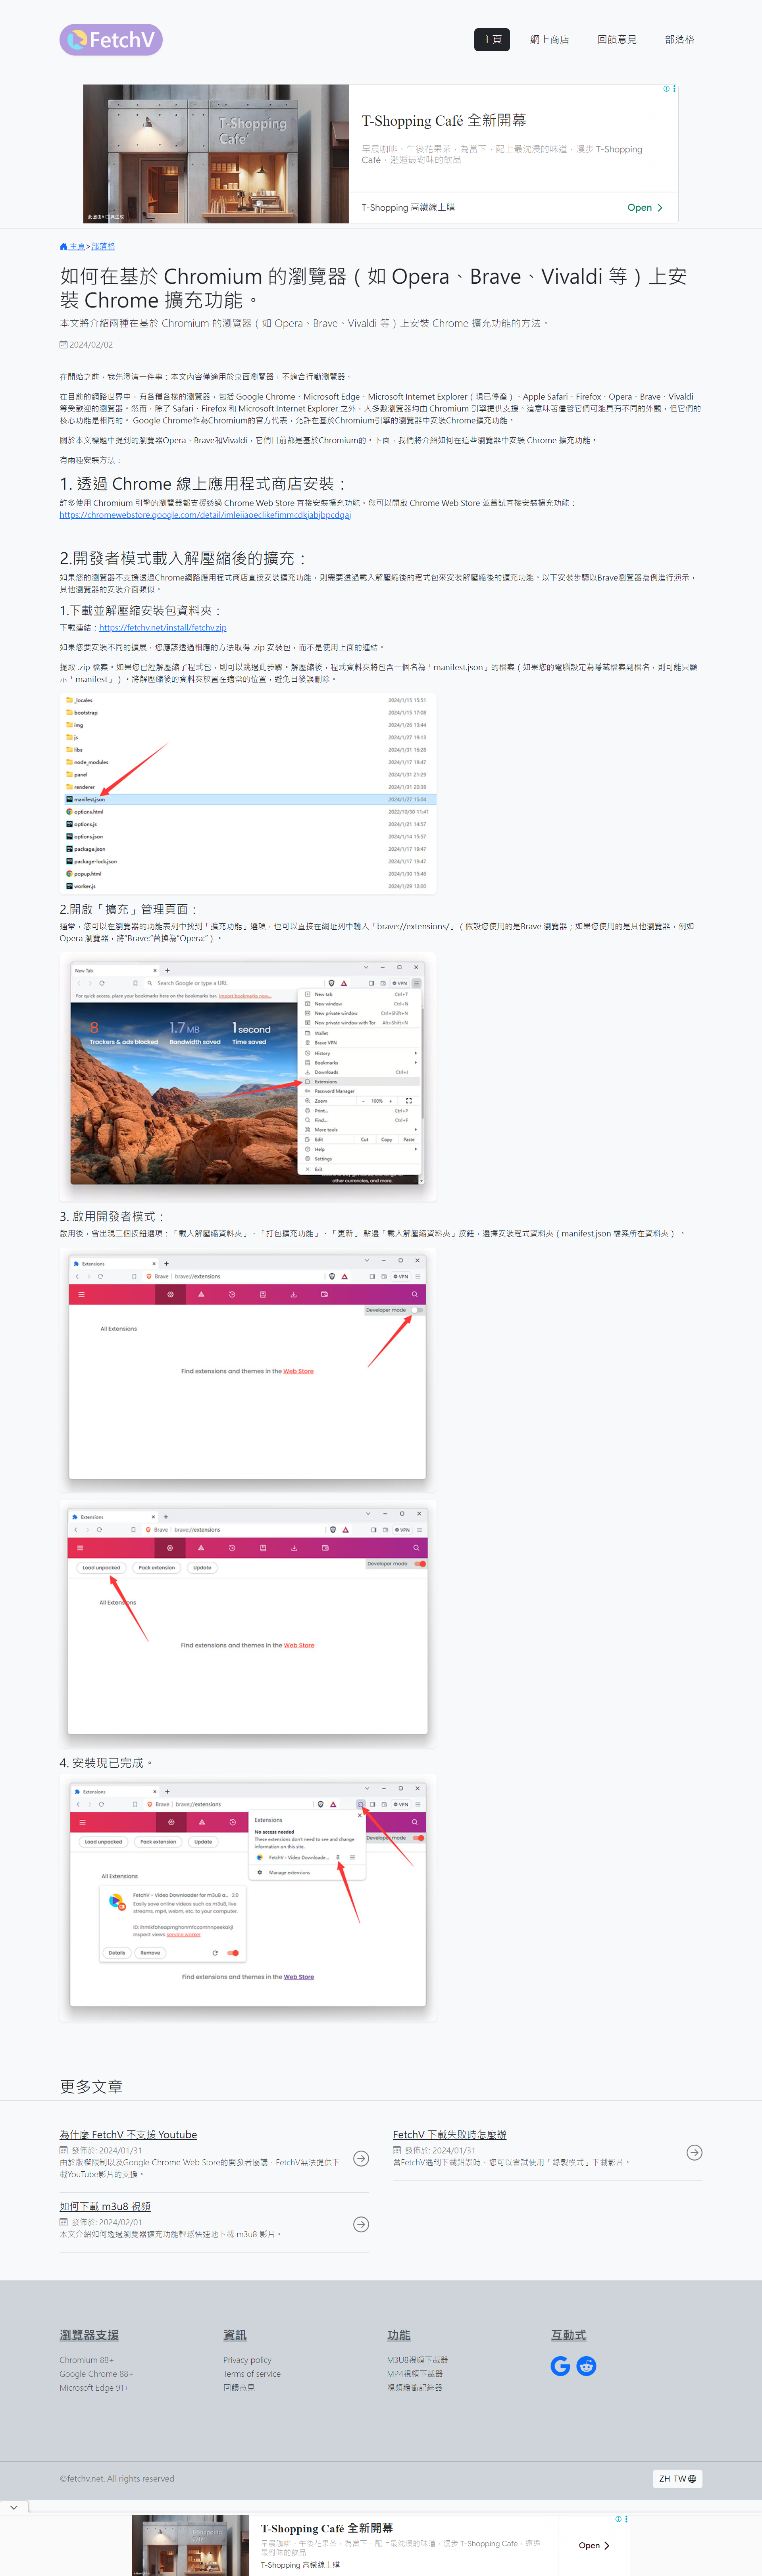 FetchV
主頁 網上商店 回饋意見 部落格
T-Shopping Café
T-Shopping Café 全新開幕
早晨咖啡、午後花果茶，為當下，配上最沈浸的味道，漫步 T-Shopping
Café，邂逅最對味的飲品
T-Shopping 高鐵線上購
Open
主頁>部落格
如何在基於 Chromium 的瀏覽器（如 Opera、Brave、Vivaldi 等）上安
裝 Chrome 擴充功能。
本文將介紹兩種在基於 Chromium 的瀏覽器（如 Opera、Brave、Vivaldi 等）上安裝 Chrome 擴充功能的方法。
2024/02/02
在開始之前，我先澄清一件事：本文內容僅適用於桌面瀏覽器，不適合行動瀏覽器。
在目前的網路世界中，有各種各樣的瀏覽器，包括 Google Chrome、Microsoft Edge、Microsoft Internet Explorer（現已停產）、Apple Safari、Firefox、Opera、Brave、Vivaldi
等受歡迎的瀏覽器。然而，除了 Safari、Firefox 和 Microsoft Internet Explorer 之外，大多數瀏覽器均由 Chromium 引擎提供支援。這意味著儘管它們可能具有不同的外觀，但它們的
核心功能是相同的。 Google Chrome作為Chromium的官方代表，允許在基於Chromium引擎的瀏覽器中安裝Chrome擴充功能。
關於本文標題中提到的瀏覽器Opera、Brave和Vivaldi，它們目前都是基於Chromium的。下面，我們將介紹如何在這些瀏覽器中安裝 Chrome 擴充功能。
有兩種安裝方法：
1. 透過 Chrome 線上應用程式商店安裝：
許多使用 Chromium 引擎的瀏覽器都支援透過 Chrome Web Store 直接安裝擴充功能。您可以開啟 Chrome Web Store 並嘗試直接安裝擴充功能：
https://chromewebstore.google.com/detail/imleiiaoeclikefimmcdkjabjbpcdgaj
2.開發者模式載入解壓縮後的擴充：
如果您的瀏覽器不支援透過Chrome網路應用程式商店直接安裝擴充功能，則需要透過載入解壓縮後的程式包來安裝解壓縮後的擴充功能。以下安裝步驟以Brave瀏覽器為例進行演示，
其他瀏覽器的安裝介面類似。
1.下載並解壓縮安裝包資料夾：
下載連結：https://fetchv.net/install/fetchv.zip
如果您要安裝不同的擴展，您應該透過相應的方法取得 .zip 安裝包，而不是使用上面的連結。
提取 .zip 檔案。如果您已經解壓縮了程式包，則可以跳過此步驟。解壓縮後，程式資料夾將包含一個名為「manifest.json」的檔案（如果您的電腦設定為隱藏檔案副檔名，則可能只顯
示「manifest」）。將解壓縮後的資料夾放置在適當的位置，避免日後誤刪除。
_locales 2024/1/15 15:51
bootstrap 2024/1/15 17:08
img 2024/1/26 13:44
js 2024/1/27 19:13
libs 2024/1/31 16:28
node_modules 2024/1/17 19:47
panel 2024/1/31 21:29
renderer 2024/1/31 20:38
manifest.json 2024/1/27 15:04
options.html 2022/10/30 11:41
options.js 2024/1/21 14:57
options.json 2024/1/14 15:57
package.json 2024/1/17 19:47
package-lock.json 2024/1/17 19:47
popup.html 2024/1/30 15:46
worker.js 2024/1/29 12:00
2.開啟「擴充」管理頁面：
通常，您可以在瀏覽器的功能表列中找到「擴充功能」選項，也可以直接在網址列中輸入「brave://extensions/」（假設您使用的是Brave 瀏覽器；如果您使用的是其他瀏覽器，例如
Opera 瀏覽器，將"Brave:"替換為"Opera:"）。
New Tab
Search Google or type a URL VPN
For quick access, place your bookmarks here on the bookmarks bar. Import bookmarks now...
New tab Ctrl+T
New window Ctrl+N
New private window Ctrl+Shift+N
New private window with Tor Alt+Shift+N
Wallet
Brave VPN
History
Bookmarks
Downloads Ctrl+J
Extensions
Password Manager
Zoom - 100% +
Print... Ctrl+P
Find... Ctrl+F
More tools
Edit Cut Copy Paste
Help
Settings
Exit
8 1.7 MB 1 second
Trackers & ads blocked Bandwidth saved Time saved
other currencies, and more.
3. 啟用開發者模式：
啟用後，會出現三個按鈕選項：「載入解壓縮資料夾」、「打包擴充功能」、「更新」 點選「載入解壓縮資料夾」按鈕，選擇安裝程式資料夾（manifest.json 檔案所在資料夾） 。
Extensions
Brave brave://extensions VPN
Developer mode
All Extensions
Find extensions and themes in the Web Store
Extensions
Brave brave://extensions VPN
Load unpacked Pack extension Update Developer mode
All Extensions
Find extensions and themes in the Web Store
4. 安裝現已完成。
Extensions
Brave brave://extensions VPN
Load unpacked Pack extension Update Developer mode
Extensions
No access needed
These extensions don't need to see and change
information on this site.
FetchV - Video Downloade...
Manage extensions
All Extensions
FetchV - Video Downloader for m3u8 a... 2.0
Easily save online videos such as m3u8, live
streams, mp4, webm, etc. to your computer.
Inspect views service worker
Details Remove
Find extensions and themes in the Web Store
更多文章
為什麼 FetchV 不支援 Youtube
發佈於: 2024/01/31
由於版權限制以及Google Chrome Web Store的開發者協議，FetchV無法提供下
載YouTube影片的支援。
FetchV 下載失敗時怎麼辦
發佈於: 2024/01/31
當FetchV遇到下載錯誤時，您可以嘗試使用「錄製模式」下載影片。
如何下載 m3u8 視頻
發佈於: 2024/02/01
本文介紹如何透過瀏覽器擴充功能輕鬆快速地下載 m3u8 影片。
瀏覽器支援
Chromium 88+
Google Chrome 88+
Microsoft Edge 91+
資訊
Privacy policy
Terms of service
回饋意見
功能
M3U8視頻下載器
MP4視頻下載器
視頻緩衝記錄器
互動式
©fetchv.net. All rights reserved
ZH-TW
T-Shopping Café 全新開幕
早晨咖啡、午後花果茶，為當下，配上最沈浸的味道，漫步 T-Shopping Café，邂逅
最對味的飲品
T-Shopping 高鐵線上購
Open